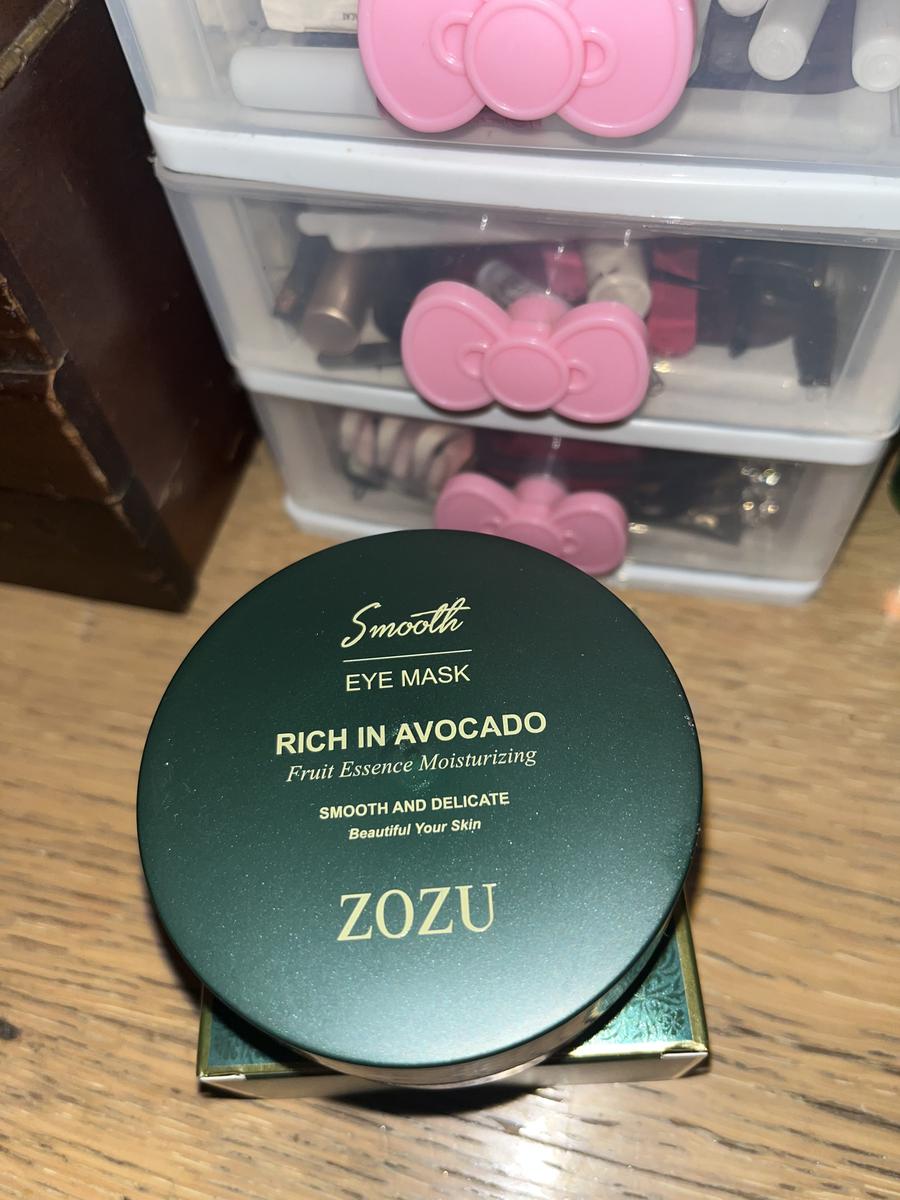 Smooth
EYE MASK
RICH IN AVOCADO
Fruit Essence Moisturizing
SMOOTH AND DELICATE
Beautiful Your Skin
ZOZU